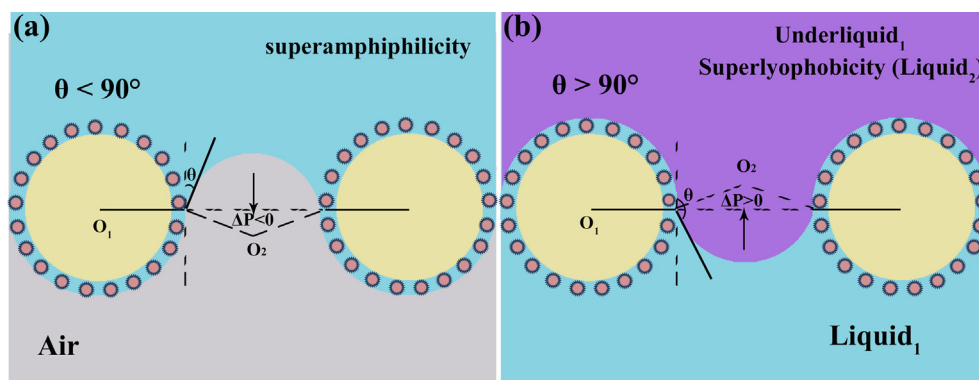 (a)
superamphiphilicity
θ < 90°
θ
ΔP<0
O₁
O₂
Air
(b)
Underliquid₁
Superlyophobicity (Liquid₂)
θ > 90°
O₂
θ
ΔP>0
O₁
Liquid₁